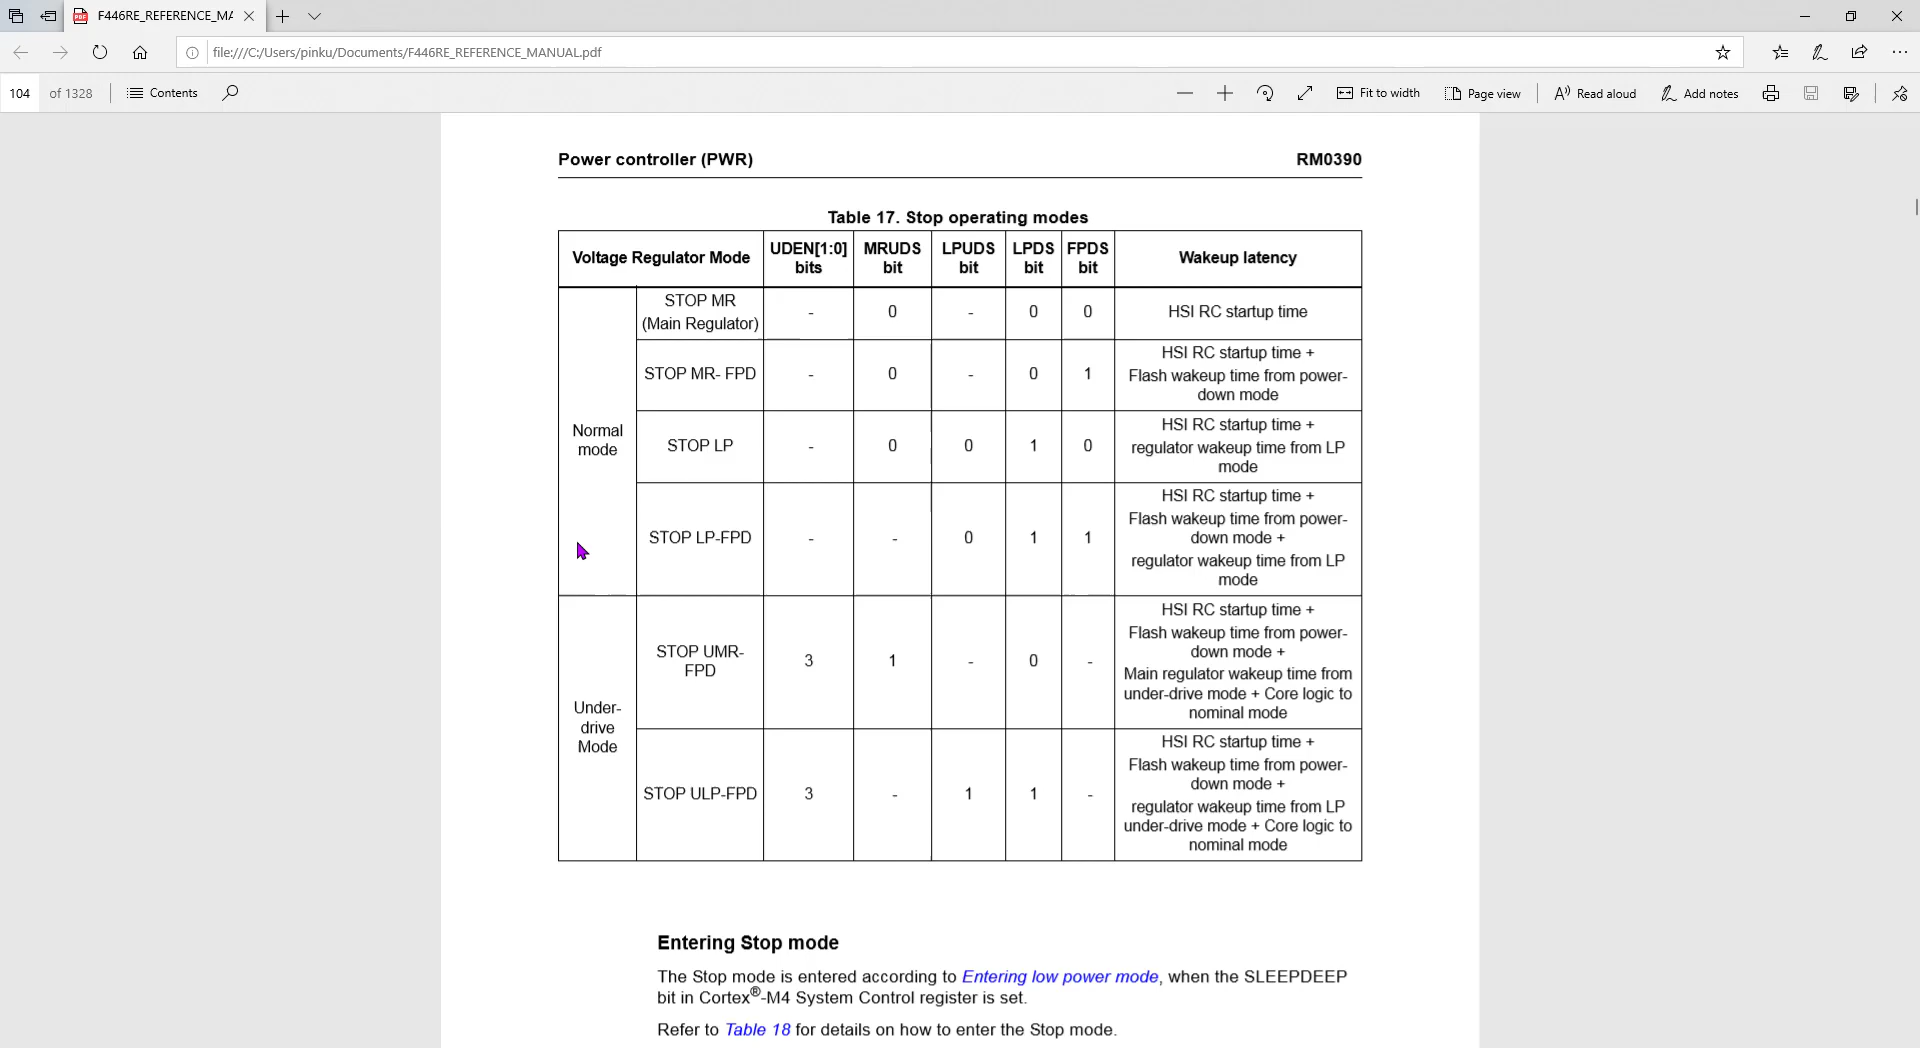 F446RE_REFERENCE_MA
file:///C:/Users/pinku/Documents/F446RE_REFERENCE_MANUAL.pdf
104 of 1328 Contents Fit to width Page view Read aloud Add notes
Power controller (PWR) RM0390
Table 17. Stop operating modes
Voltage Regulator Mode UDEN[1:0] bits MRUDS bit LPUDS bit LPDS bit FPDS bit Wakeup latency
Normal mode
STOP MR (Main Regulator) - 0 - 0 0 HSI RC startup time
STOP MR- FPD - 0 - 0 1 HSI RC startup time +
Flash wakeup time from power-
down mode
STOP LP - 0 0 1 0 HSI RC startup time +
regulator wakeup time from LP
mode
STOP LP-FPD - - 0 1 1 HSI RC startup time +
Flash wakeup time from power-
down mode +
regulator wakeup time from LP
mode
Under-
drive
Mode
STOP UMR-
FPD 3 1 - 0 - HSI RC startup time +
Flash wakeup time from power-
down mode +
Main regulator wakeup time from
under-drive mode + Core logic to
nominal mode
STOP ULP-FPD 3 - 1 1 - HSI RC startup time +
Flash wakeup time from power-
down mode +
regulator wakeup time from LP
under-drive mode + Core logic to
nominal mode
Entering Stop mode
The Stop mode is entered according to Entering low power mode, when the SLEEPDEEP
bit in Cortex®-M4 System Control register is set.
Refer to Table 18 for details on how to enter the Stop mode.